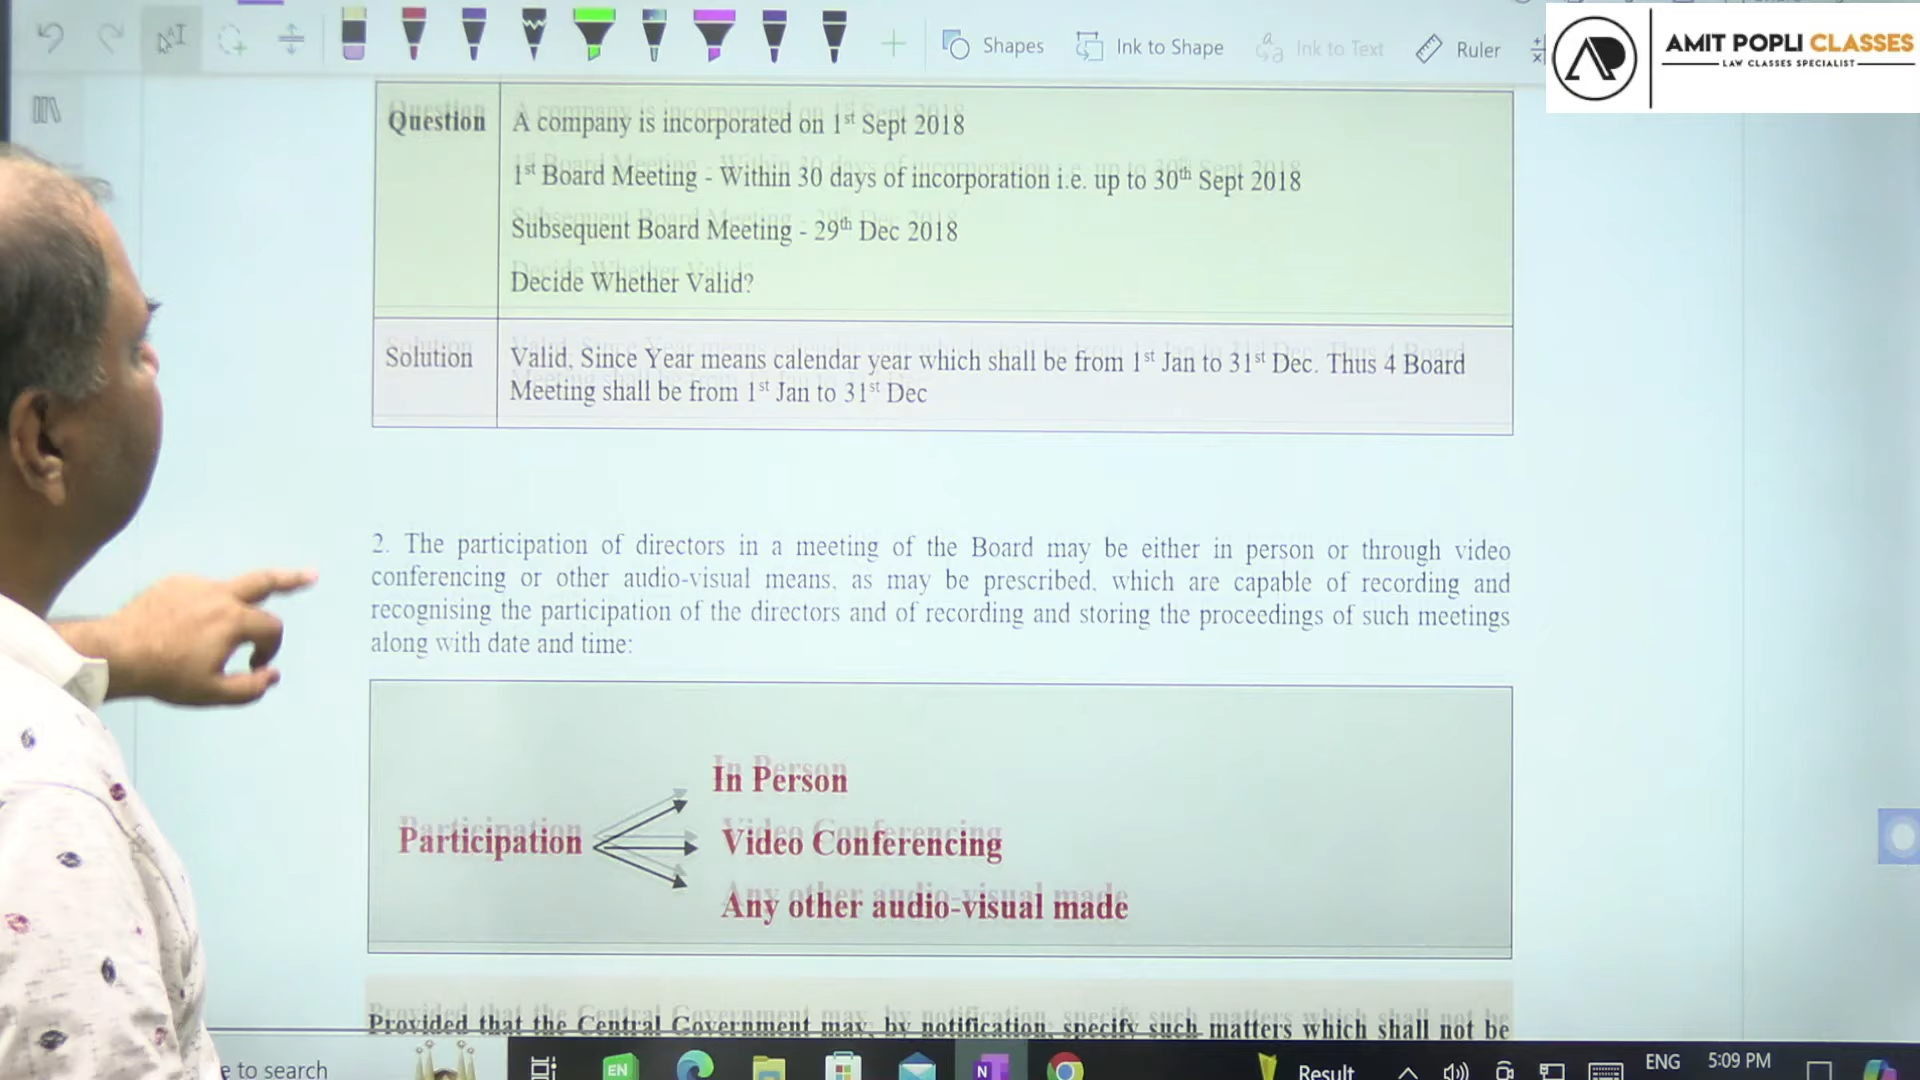 Shapes
Ink to Shape
Ink to Text
Ruler
AMIT POPLI CLASSES
LAW CLASSES SPECIALIST
Question
A company is incorporated on 1st Sept 2018
1st Board Meeting - Within 30 days of incorporation i.e. up to 30th Sept 2018
Subsequent Board Meeting - 29th Dec 2018
Decide Whether Valid?
Solution
Valid, Since Year means calendar year which shall be from 1st Jan to 31st Dec. Thus 4 Board
Meeting shall be from 1st Jan to 31st Dec
2. The participation of directors in a meeting of the Board may be either in person or through video
conferencing or other audio-visual means, as may be prescribed, which are capable of recording and
recognising the participation of the directors and of recording and storing the proceedings of such meetings
along with date and time:
In Person
Participation
Video Conferencing
Any other audio-visual made
Provided that the Central Government may, by notification, specify such matters which shall not be
e to search
EN
N
Result
ENG
5:09 PM